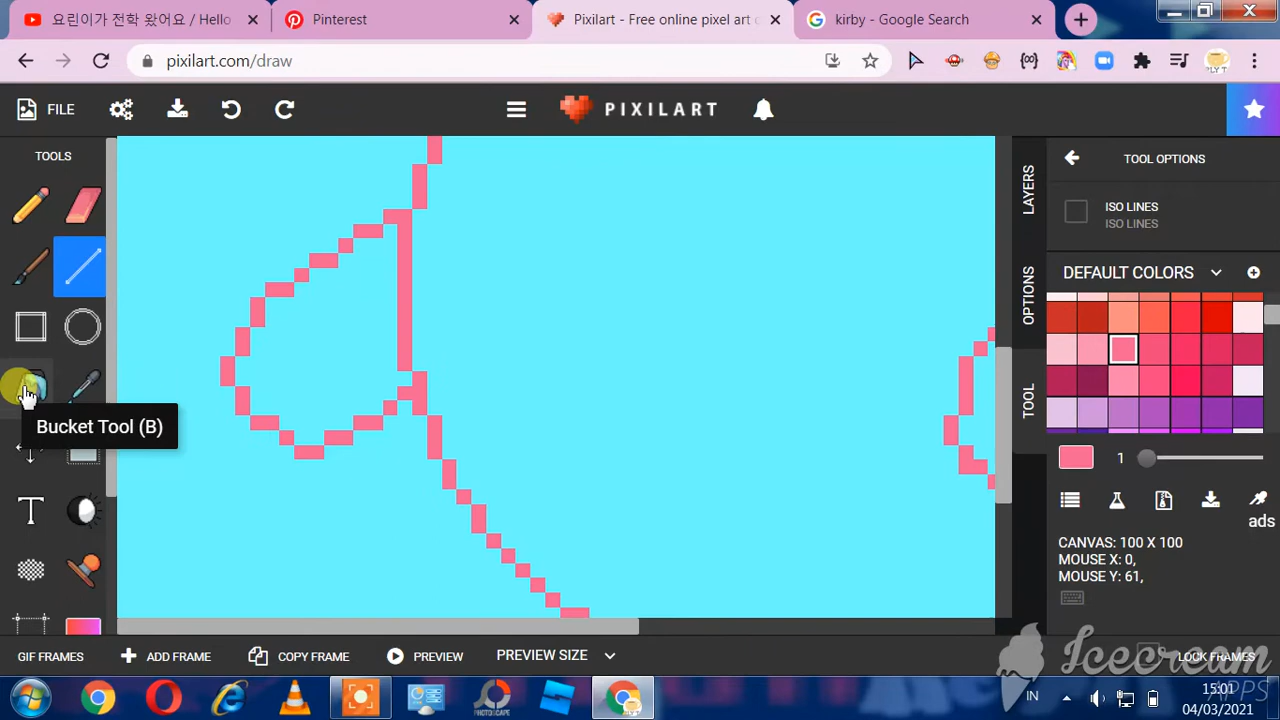 요린이가 전학 왔어요 / Hello
Pinterest
Pixilart - Free online pixel art c
kirby - Google Search
pixilart.com/draw
FILE
PIXILART
TOOLS
TOOL OPTIONS
ISO LINES
ISO LINES
LAYERS
OPTIONS
TOOL
DEFAULT COLORS
Bucket Tool (B)
1
ads
CANVAS: 100 X 100
MOUSE X: 0,
MOUSE Y: 61,
GIF FRAMES
ADD FRAME
COPY FRAME
PREVIEW
PREVIEW SIZE
LOCK FRAMES
Icecream
APPS
IN
15:01
04/03/2021